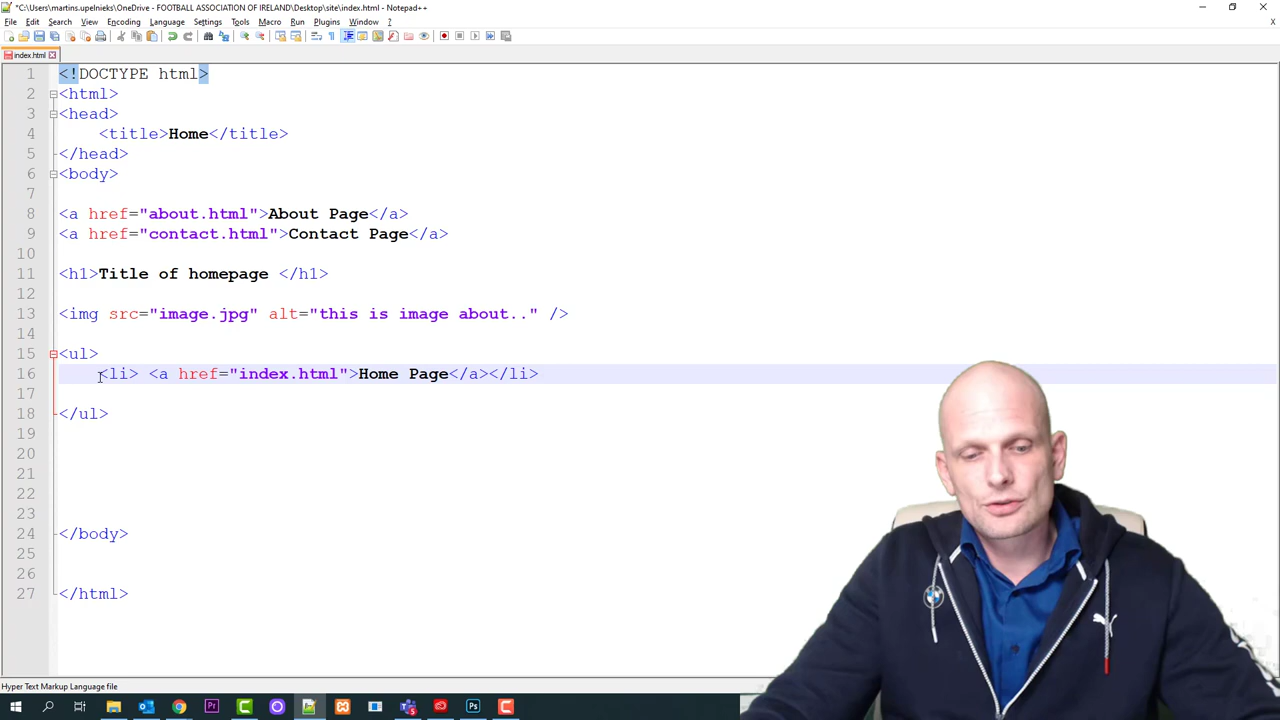 *C:\Users\martins.upelnieks\OneDrive - FOOTBALL ASSOCIATION OF IRELAND\Desktop\site\index.html - Notepad++
File Edit Search View Encoding Language Settings Tools Macro Run Plugins Window ? X
index.html
1 <!DOCTYPE html>
2 <html>
3 <head>
4 <title>Home</title>
5 </head>
6 <body>
7
8 <a href="about.html">About Page</a>
9 <a href="contact.html">Contact Page</a>
10
11 <h1>Title of homepage </h1>
12
13 <img src="image.jpg" alt="this is image about.." />
14
15 <ul>
16 <li> <a href="index.html">Home Page</a></li>
17
18 </ul>
19
20
21
22
23
24 </body>
25
26
27 </html>
Hyper Text Markup Language file
Pr
Ps
PUMA